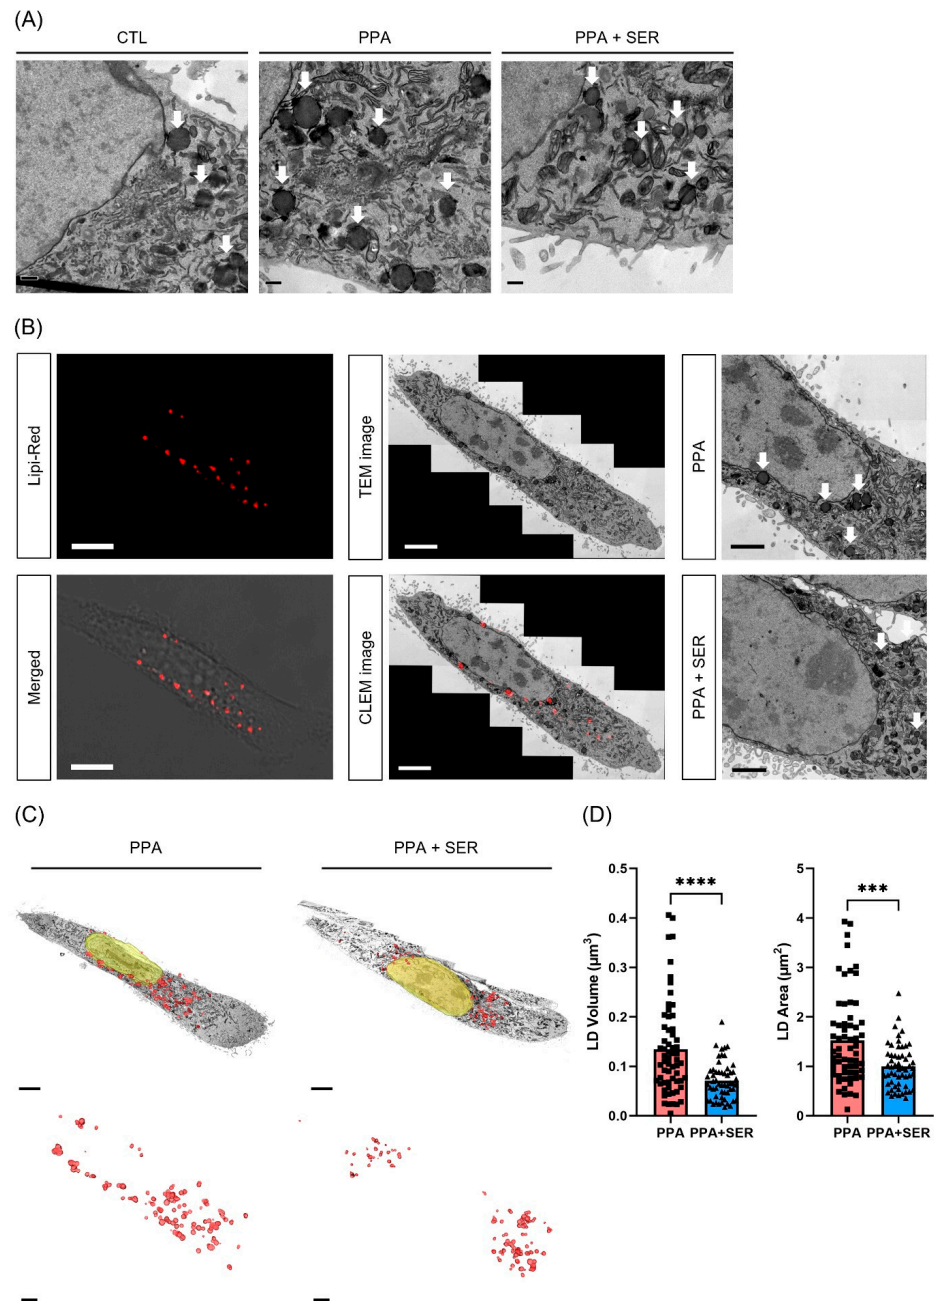 (A)
CTL
PPA
PPA + SER
(B)
Lipi-Red
TEM image
PPA
Merged
CLEM image
PPA + SER
(C)
PPA
PPA + SER
(D)
LD Volume (μm³)
0.5
0.4
0.3
0.2
0.1
0.0
****
PPA PPA+SER
LD Area (μm²)
5
4
3
2
1
0
***
PPA PPA+SER